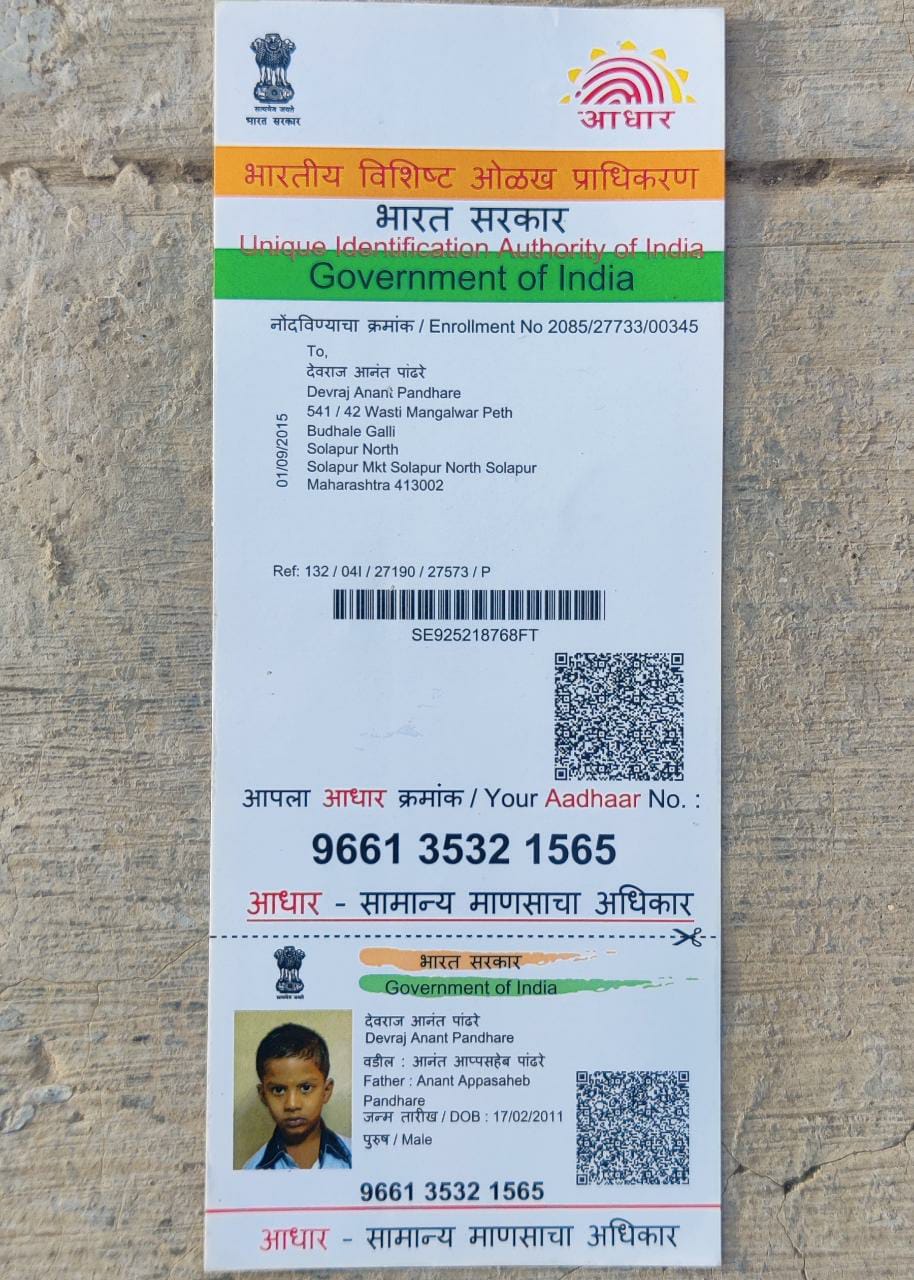 सत्यमेव जयते
भारत सरकार
आधार
भारतीय विशिष्ट ओळख प्राधिकरण
भारत सरकार
Unique Identification Authority of India
Government of India
नोंदविण्याचा क्रमांक / Enrollment No 2085/27733/00345
To,
देवराज आनंत पांढरे
Devraj Anant Pandhare
541 / 42 Wasti Mangalwar Peth
Budhale Galli
Solapur North
Solapur Mkt Solapur North Solapur
Maharashtra 413002
01/09/2015
Ref: 132 / 04I / 27190 / 27573 / P
SE925218768FT
आपला आधार क्रमांक / Your Aadhaar No. :
9661 3532 1565
आधार - सामान्य माणसाचा अधिकार
सत्यमेव जयते
भारत सरकार
Government of India
देवराज आनंत पांढरे
Devraj Anant Pandhare
वडील : आनंत आप्पसहेब पांढरे
Father : Anant Appasaheb
Pandhare
जन्म तारीख / DOB : 17/02/2011
पुरुष / Male
9661 3532 1565
आधार - सामान्य माणसाचा अधिकार